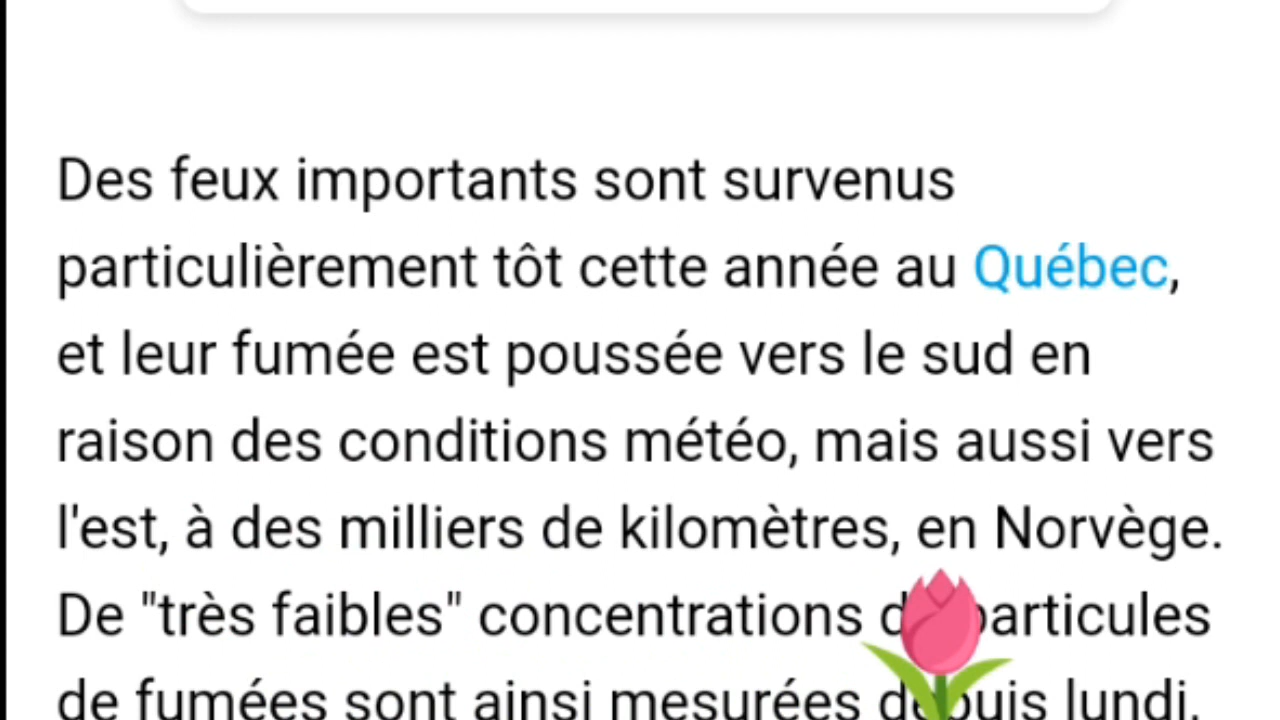 Des feux importants sont survenus
particulièrement tôt cette année au Québec,
et leur fumée est poussée vers le sud en
raison des conditions météo, mais aussi vers
l'est, à des milliers de kilomètres, en Norvège.
De "très faibles" concentrations de particules
de fumées sont ainsi mesurées depuis lundi.